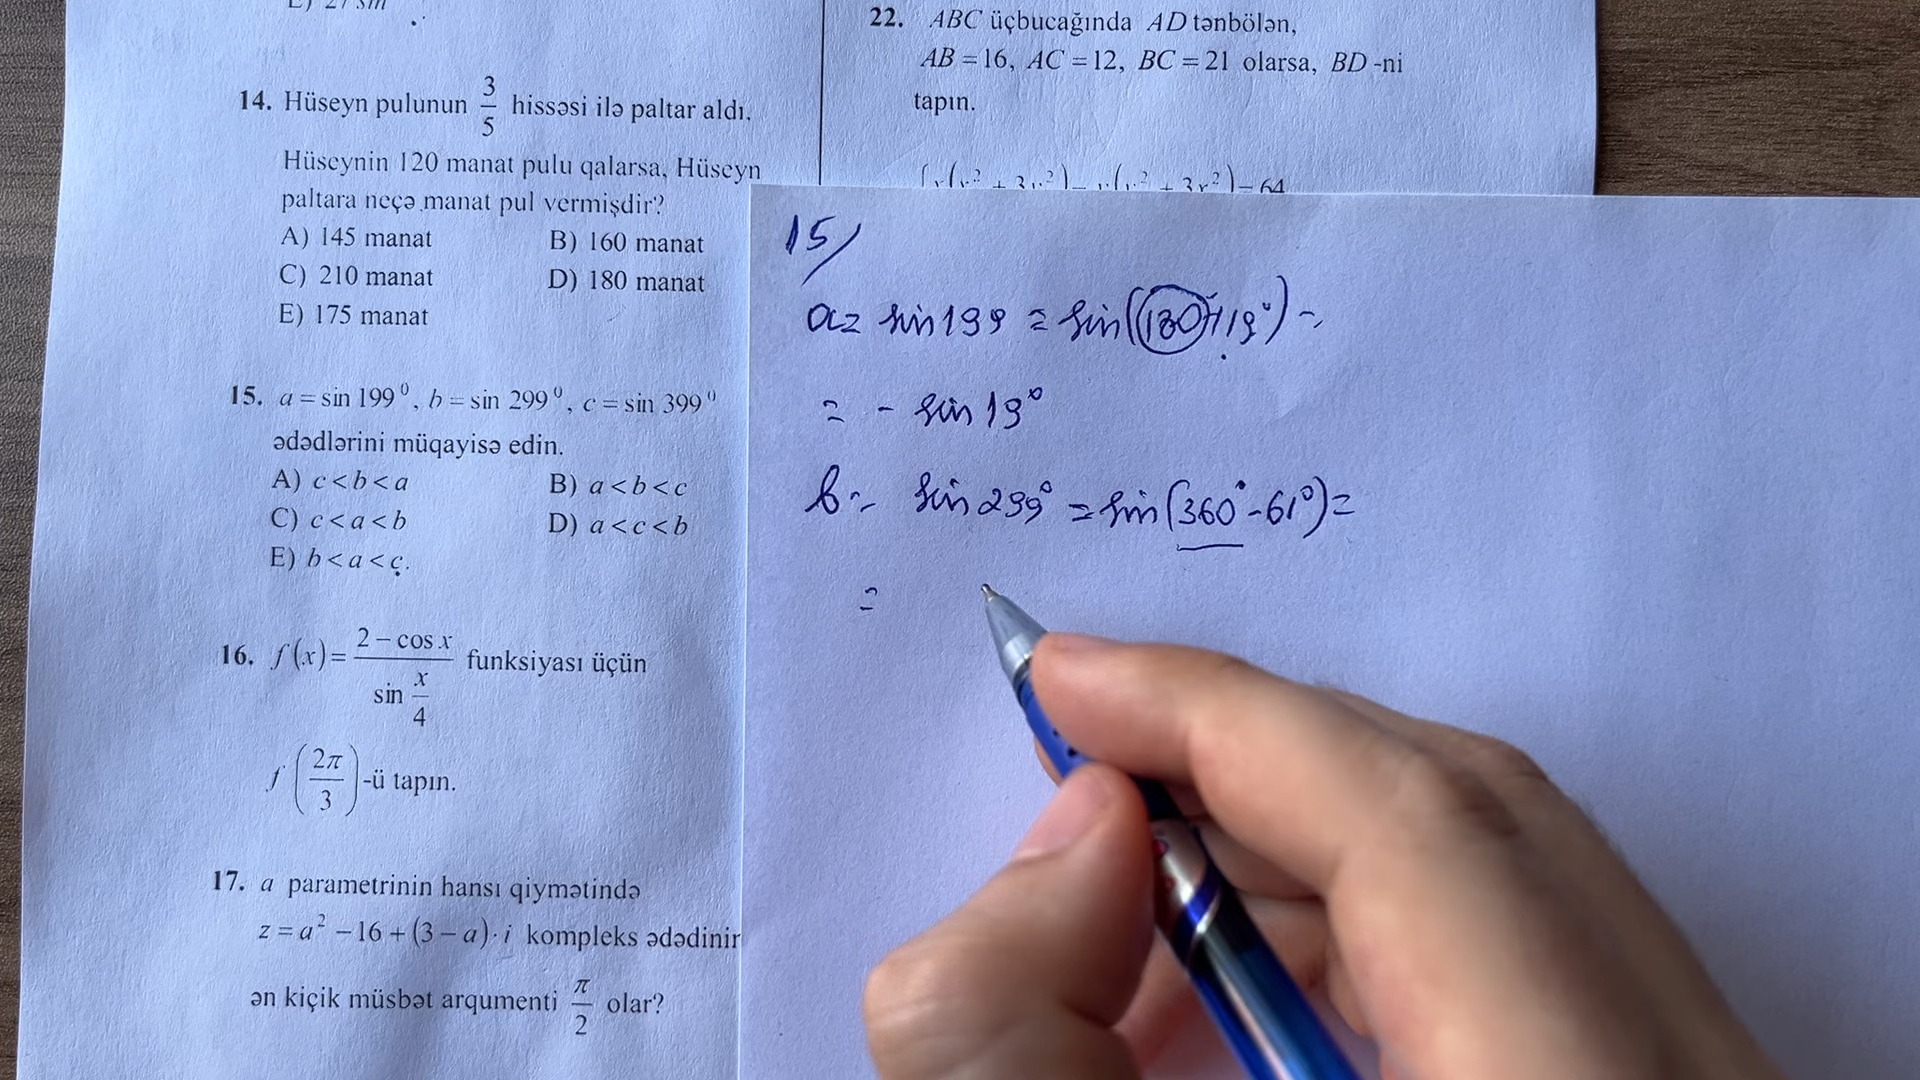 14. Hüseyn pulunun 3/5 hissəsi ilə paltar aldı.
Hüseynin 120 manat pulu qalarsa, Hüseyn
paltara neçə manat pul vermişdir?
A) 145 manat B) 160 manat
C) 210 manat D) 180 manat
E) 175 manat
15. a = sin 199⁰, b = sin 299⁰, c = sin 399⁰
ədədlərini müqayisə edin.
A) c < b < a B) a < b < c
C) c < a < b D) a < c < b
E) b < a < c.
16. f(x) = (2 − cos x)/(sin x/4) funksiyası üçün
f(2π/3)-ü tapın.
17. a parametrinin hansı qiymətində
z = a² − 16 + (3 − a)·i kompleks ədədinin
ən kiçik müsbət arqumenti π/2 olar?
22. ABC üçbucağında AD tənbölən,
AB = 16, AC = 12, BC = 21 olarsa, BD -ni
tapın.
15/
a = sin 199 = sin(180°+19°) =
= - sin 19°
b = sin 299° = sin(360° - 61°) =
=